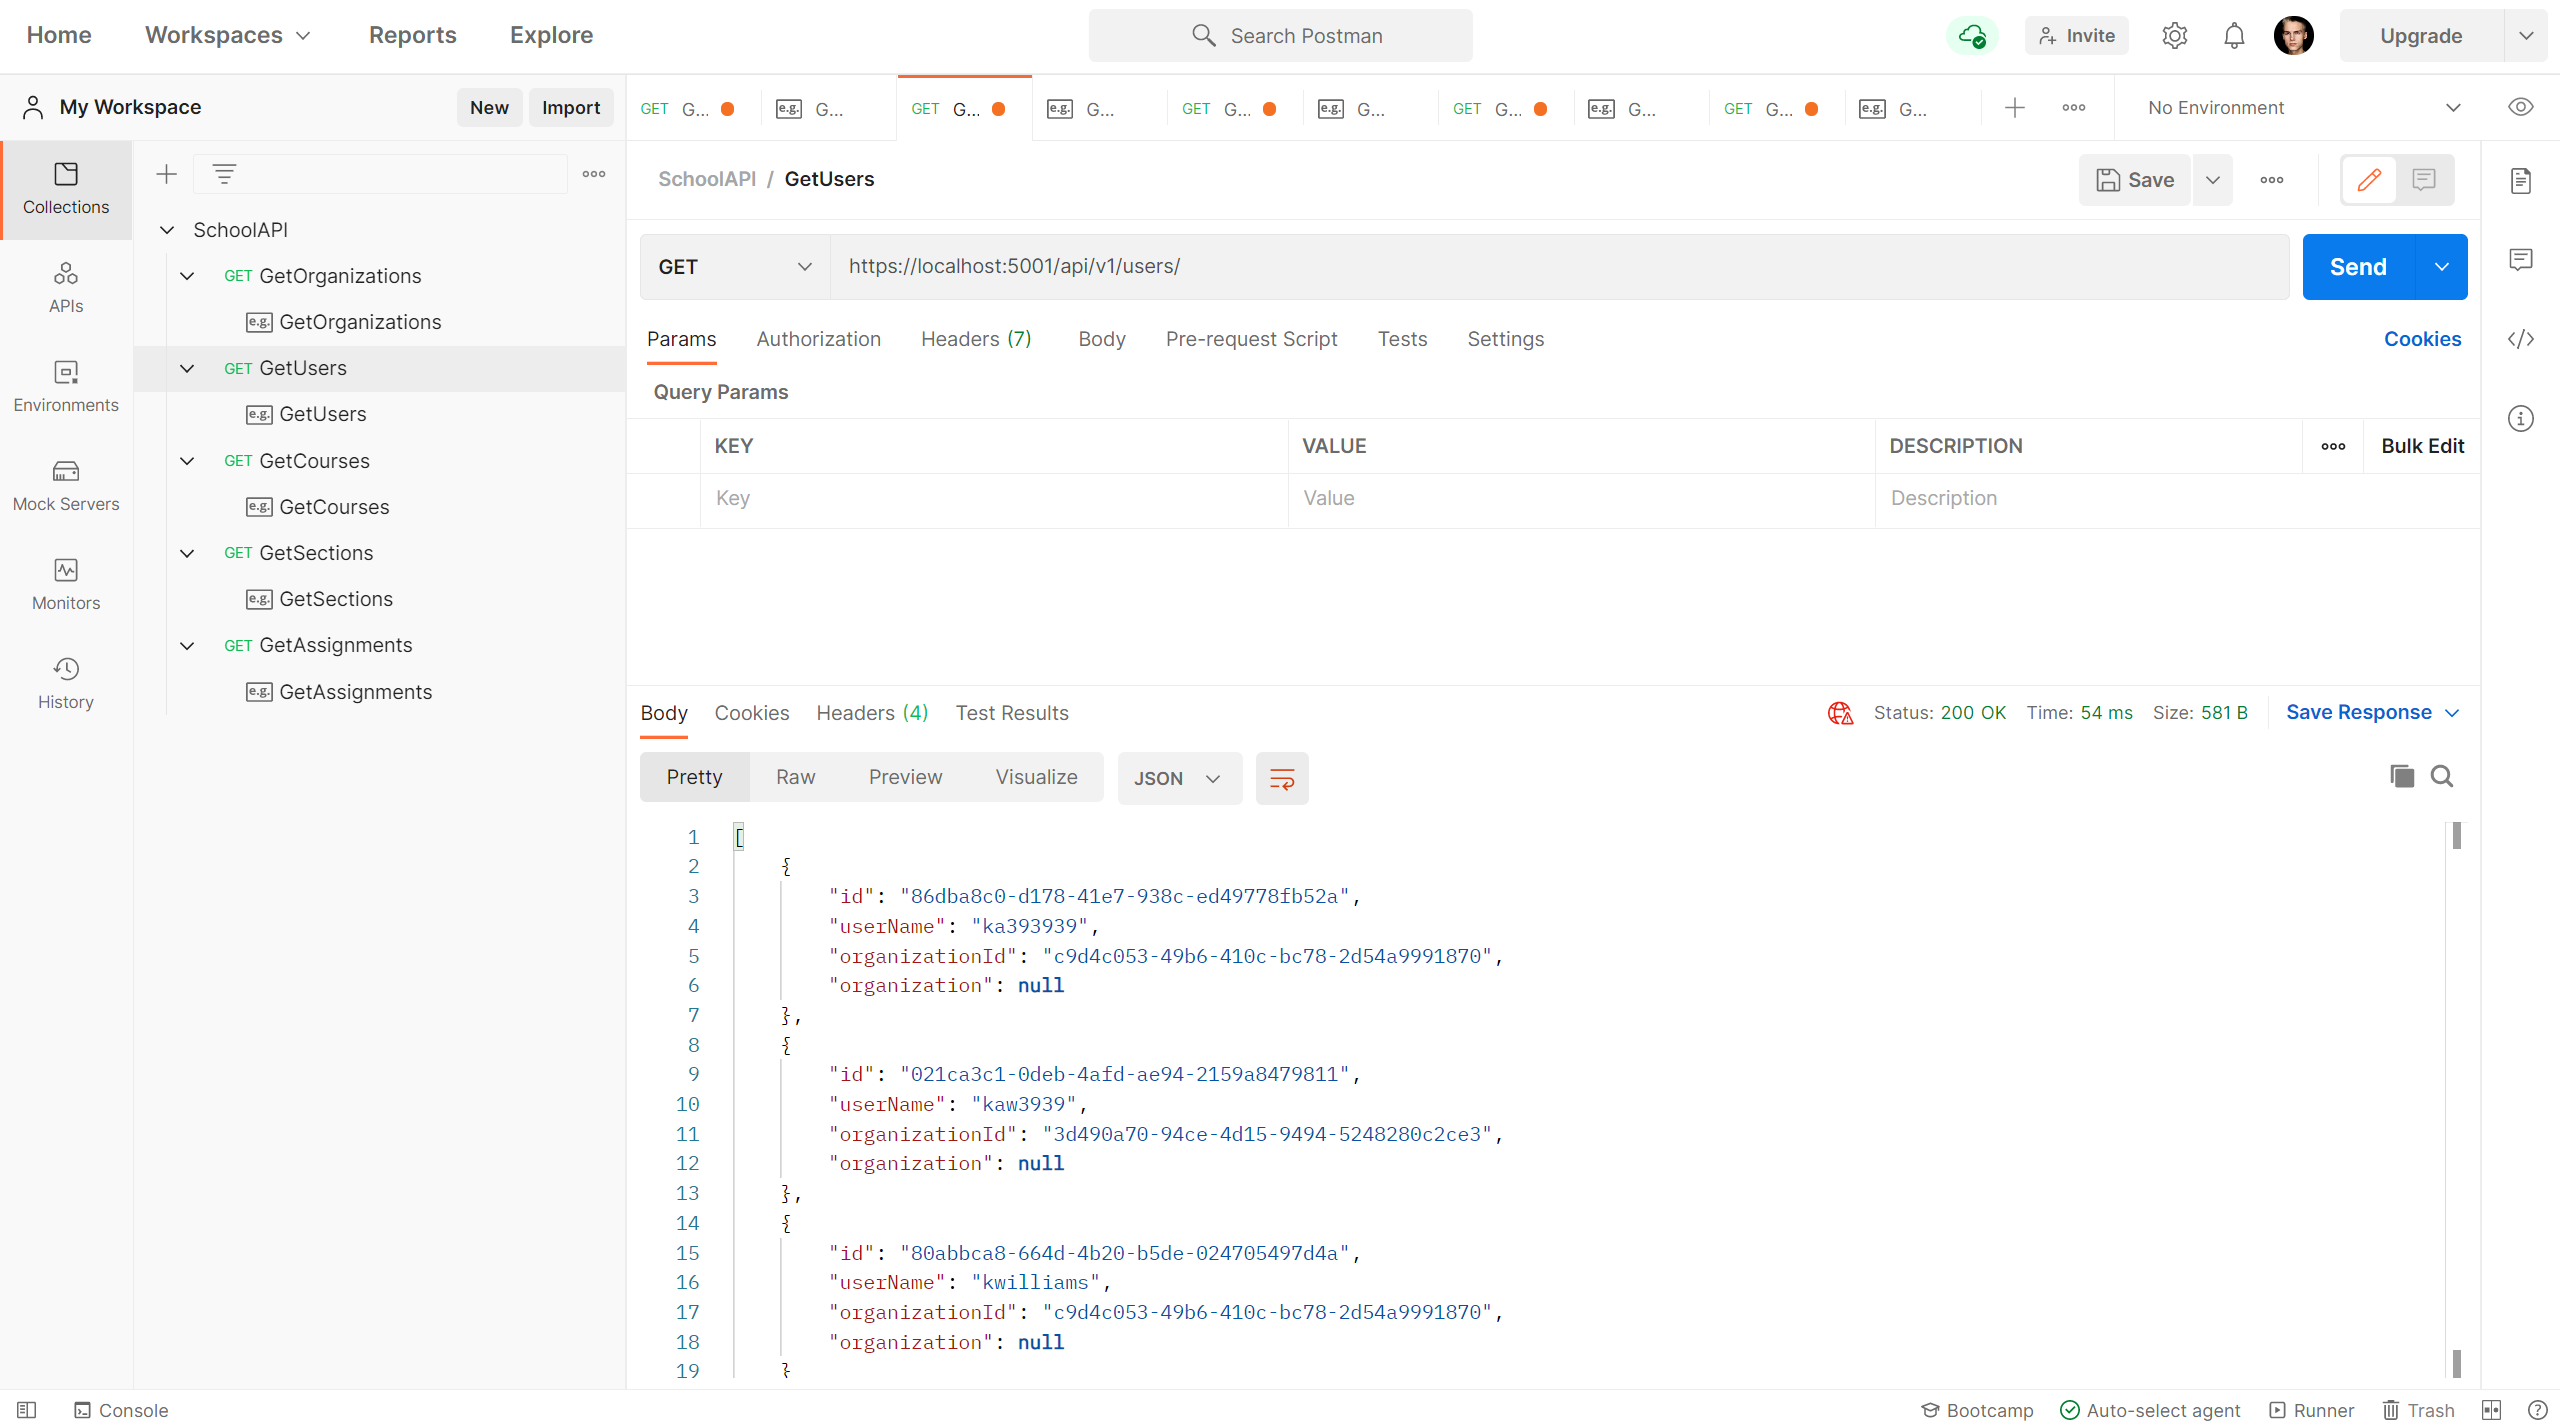 Home Workspaces Reports Explore Search Postman Invite Upgrade
My Workspace New Import GET G... e.g. G... GET G... e.g. G... GET G... e.g. G... GET G... e.g. G... GET G... e.g. G... No Environment
Collections
APIs
Environments
Mock Servers
Monitors
History
SchoolAPI
GET GetOrganizations
e.g. GetOrganizations
GET GetUsers
e.g. GetUsers
GET GetCourses
e.g. GetCourses
GET GetSections
e.g. GetSections
GET GetAssignments
e.g. GetAssignments
SchoolAPI / GetUsers Save
GET https://localhost:5001/api/v1/users/ Send
Params Authorization Headers (7) Body Pre-request Script Tests Settings Cookies
Query Params
KEY VALUE DESCRIPTION Bulk Edit
Key Value Description
Body Cookies Headers (4) Test Results Status: 200 OK Time: 54 ms Size: 581 B Save Response
Pretty Raw Preview Visualize JSON
1 [
2 {
3 "id": "86dba8c0-d178-41e7-938c-ed49778fb52a",
4 "userName": "ka393939",
5 "organizationId": "c9d4c053-49b6-410c-bc78-2d54a9991870",
6 "organization": null
7 },
8 {
9 "id": "021ca3c1-0deb-4afd-ae94-2159a8479811",
10 "userName": "kaw3939",
11 "organizationId": "3d490a70-94ce-4d15-9494-5248280c2ce3",
12 "organization": null
13 },
14 {
15 "id": "80abbca8-664d-4b20-b5de-024705497d4a",
16 "userName": "kwilliams",
17 "organizationId": "c9d4c053-49b6-410c-bc78-2d54a9991870",
18 "organization": null
19 }
Console Bootcamp Auto-select agent Runner Trash